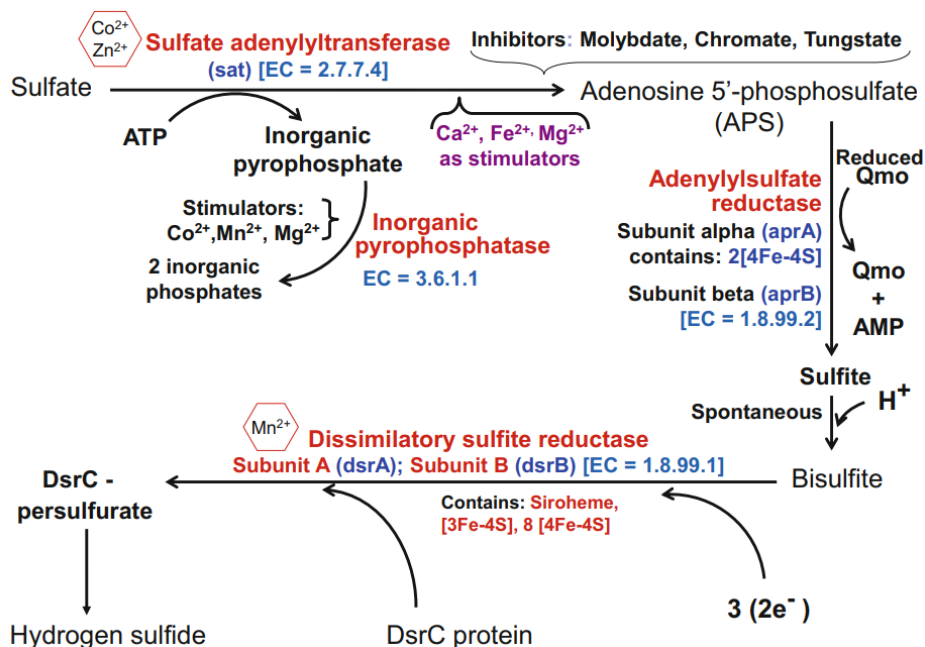 Co²⁺
Zn²⁺
Sulfate adenylyltransferase
(sat) [EC = 2.7.7.4]
Inhibitors: Molybdate, Chromate, Tungstate
Sulfate
Adenosine 5’-phosphosulfate
(APS)
ATP
Inorganic
pyrophosphate
Ca²⁺, Fe²⁺, Mg²⁺
as stimulators
Reduced
Qmo
Adenylylsulfate
reductase
Subunit alpha (aprA)
contains: 2[4Fe-4S]
Subunit beta (aprB)
[EC = 1.8.99.2]
Qmo
+
AMP
Stimulators:
Co²⁺,Mn²⁺, Mg²⁺
Inorganic
pyrophosphatase
EC = 3.6.1.1
2 inorganic
phosphates
Sulfite
H⁺
Spontaneous
Bisulfite
Mn²⁺
Dissimilatory sulfite reductase
Subunit A (dsrA); Subunit B (dsrB) [EC = 1.8.99.1]
Contains: Siroheme,
[3Fe-4S], 8 [4Fe-4S]
DsrC -
persulfurate
3 (2e⁻)
Hydrogen sulfide
DsrC protein